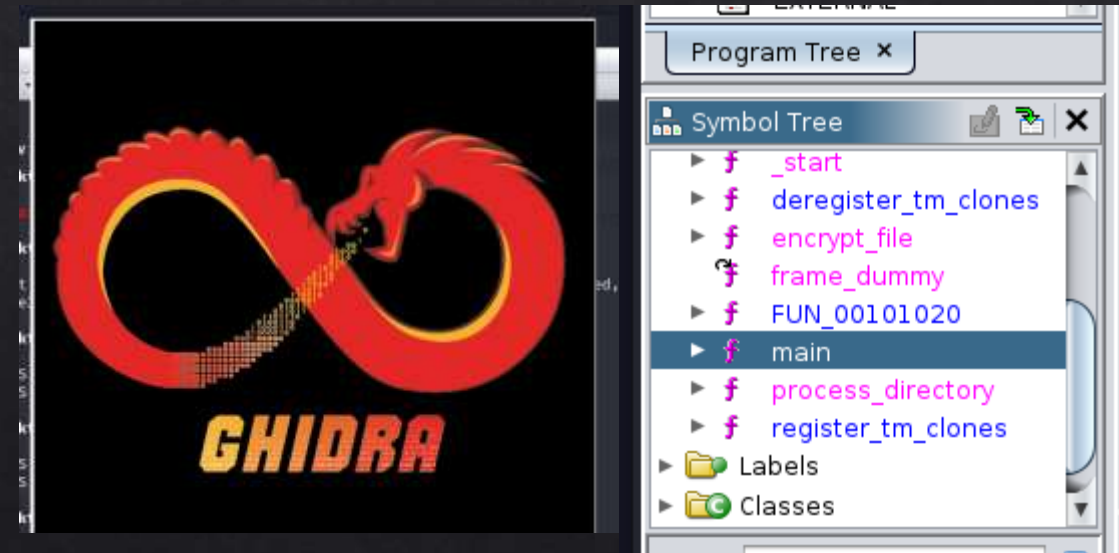 GHIDRA
Program Tree ×
Symbol Tree
_start
deregister_tm_clones
encrypt_file
frame_dummy
FUN_00101020
main
process_directory
register_tm_clones
Labels
Classes